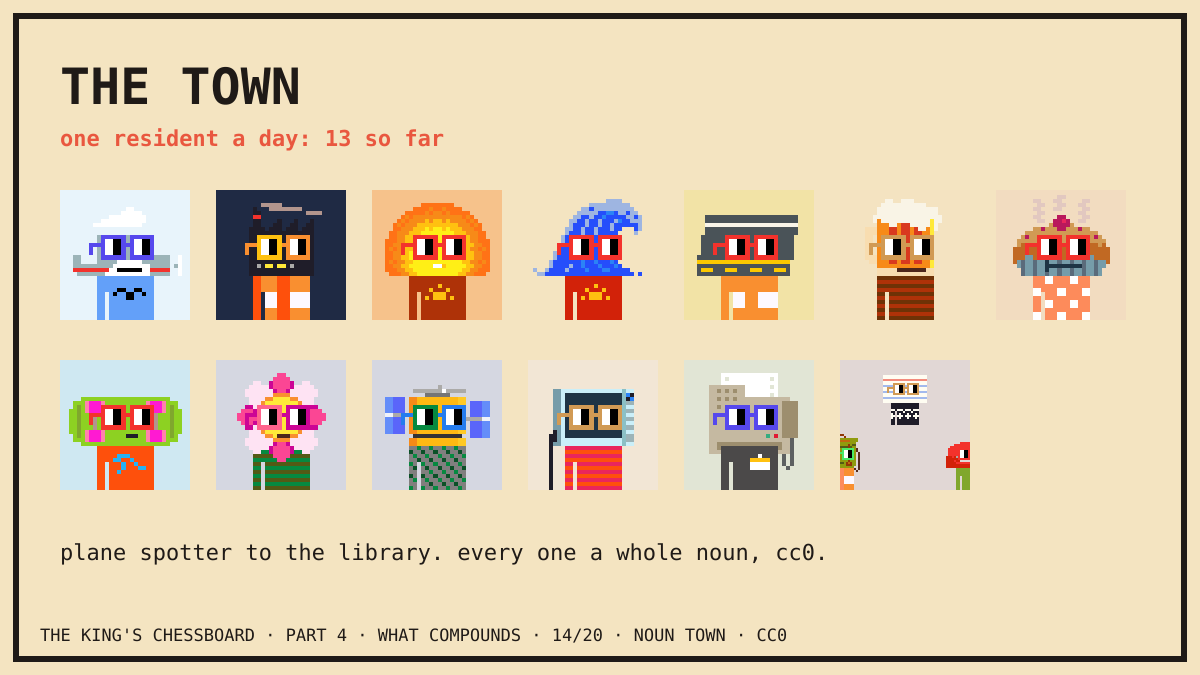 THE TOWN
one resident a day: 13 so far
plane spotter to the library. every one a whole noun, cc0.
THE KING'S CHESSBOARD · PART 4 · WHAT COMPOUNDS · 14/20 · NOUN TOWN · CC0